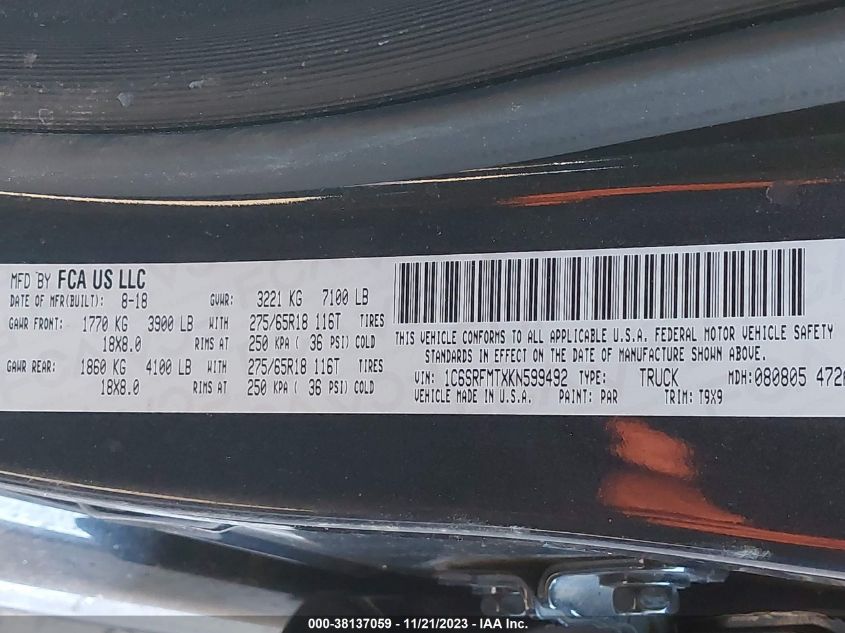 MFD BY FCA US LLC
DATE OF MFR(BUILT): 8-18 GVWR: 3221 KG 7100 LB
GAWR FRONT: 1770 KG 3900 LB WITH 275/65R18 116T TIRES
18X8.0 RIMS AT 250 KPA ( 36 PSI) COLD
GAWR REAR: 1860 KG 4100 LB WITH 275/65R18 116T TIRES
18X8.0 RIMS AT 250 KPA ( 36 PSI) COLD
THIS VEHICLE CONFORMS TO ALL APPLICABLE U.S.A. FEDERAL MOTOR VEHICLE SAFETY
STANDARDS IN EFFECT ON THE DATE OF MANUFACTURE SHOWN ABOVE.
VIN: 1C6SRFMTXKN599492 TYPE: TRUCK MDH: 080805 472
VEHICLE MADE IN U.S.A. PAINT: PAR TRIM: T9X9
000-38137059 - 11/21/2023 - IAA Inc.